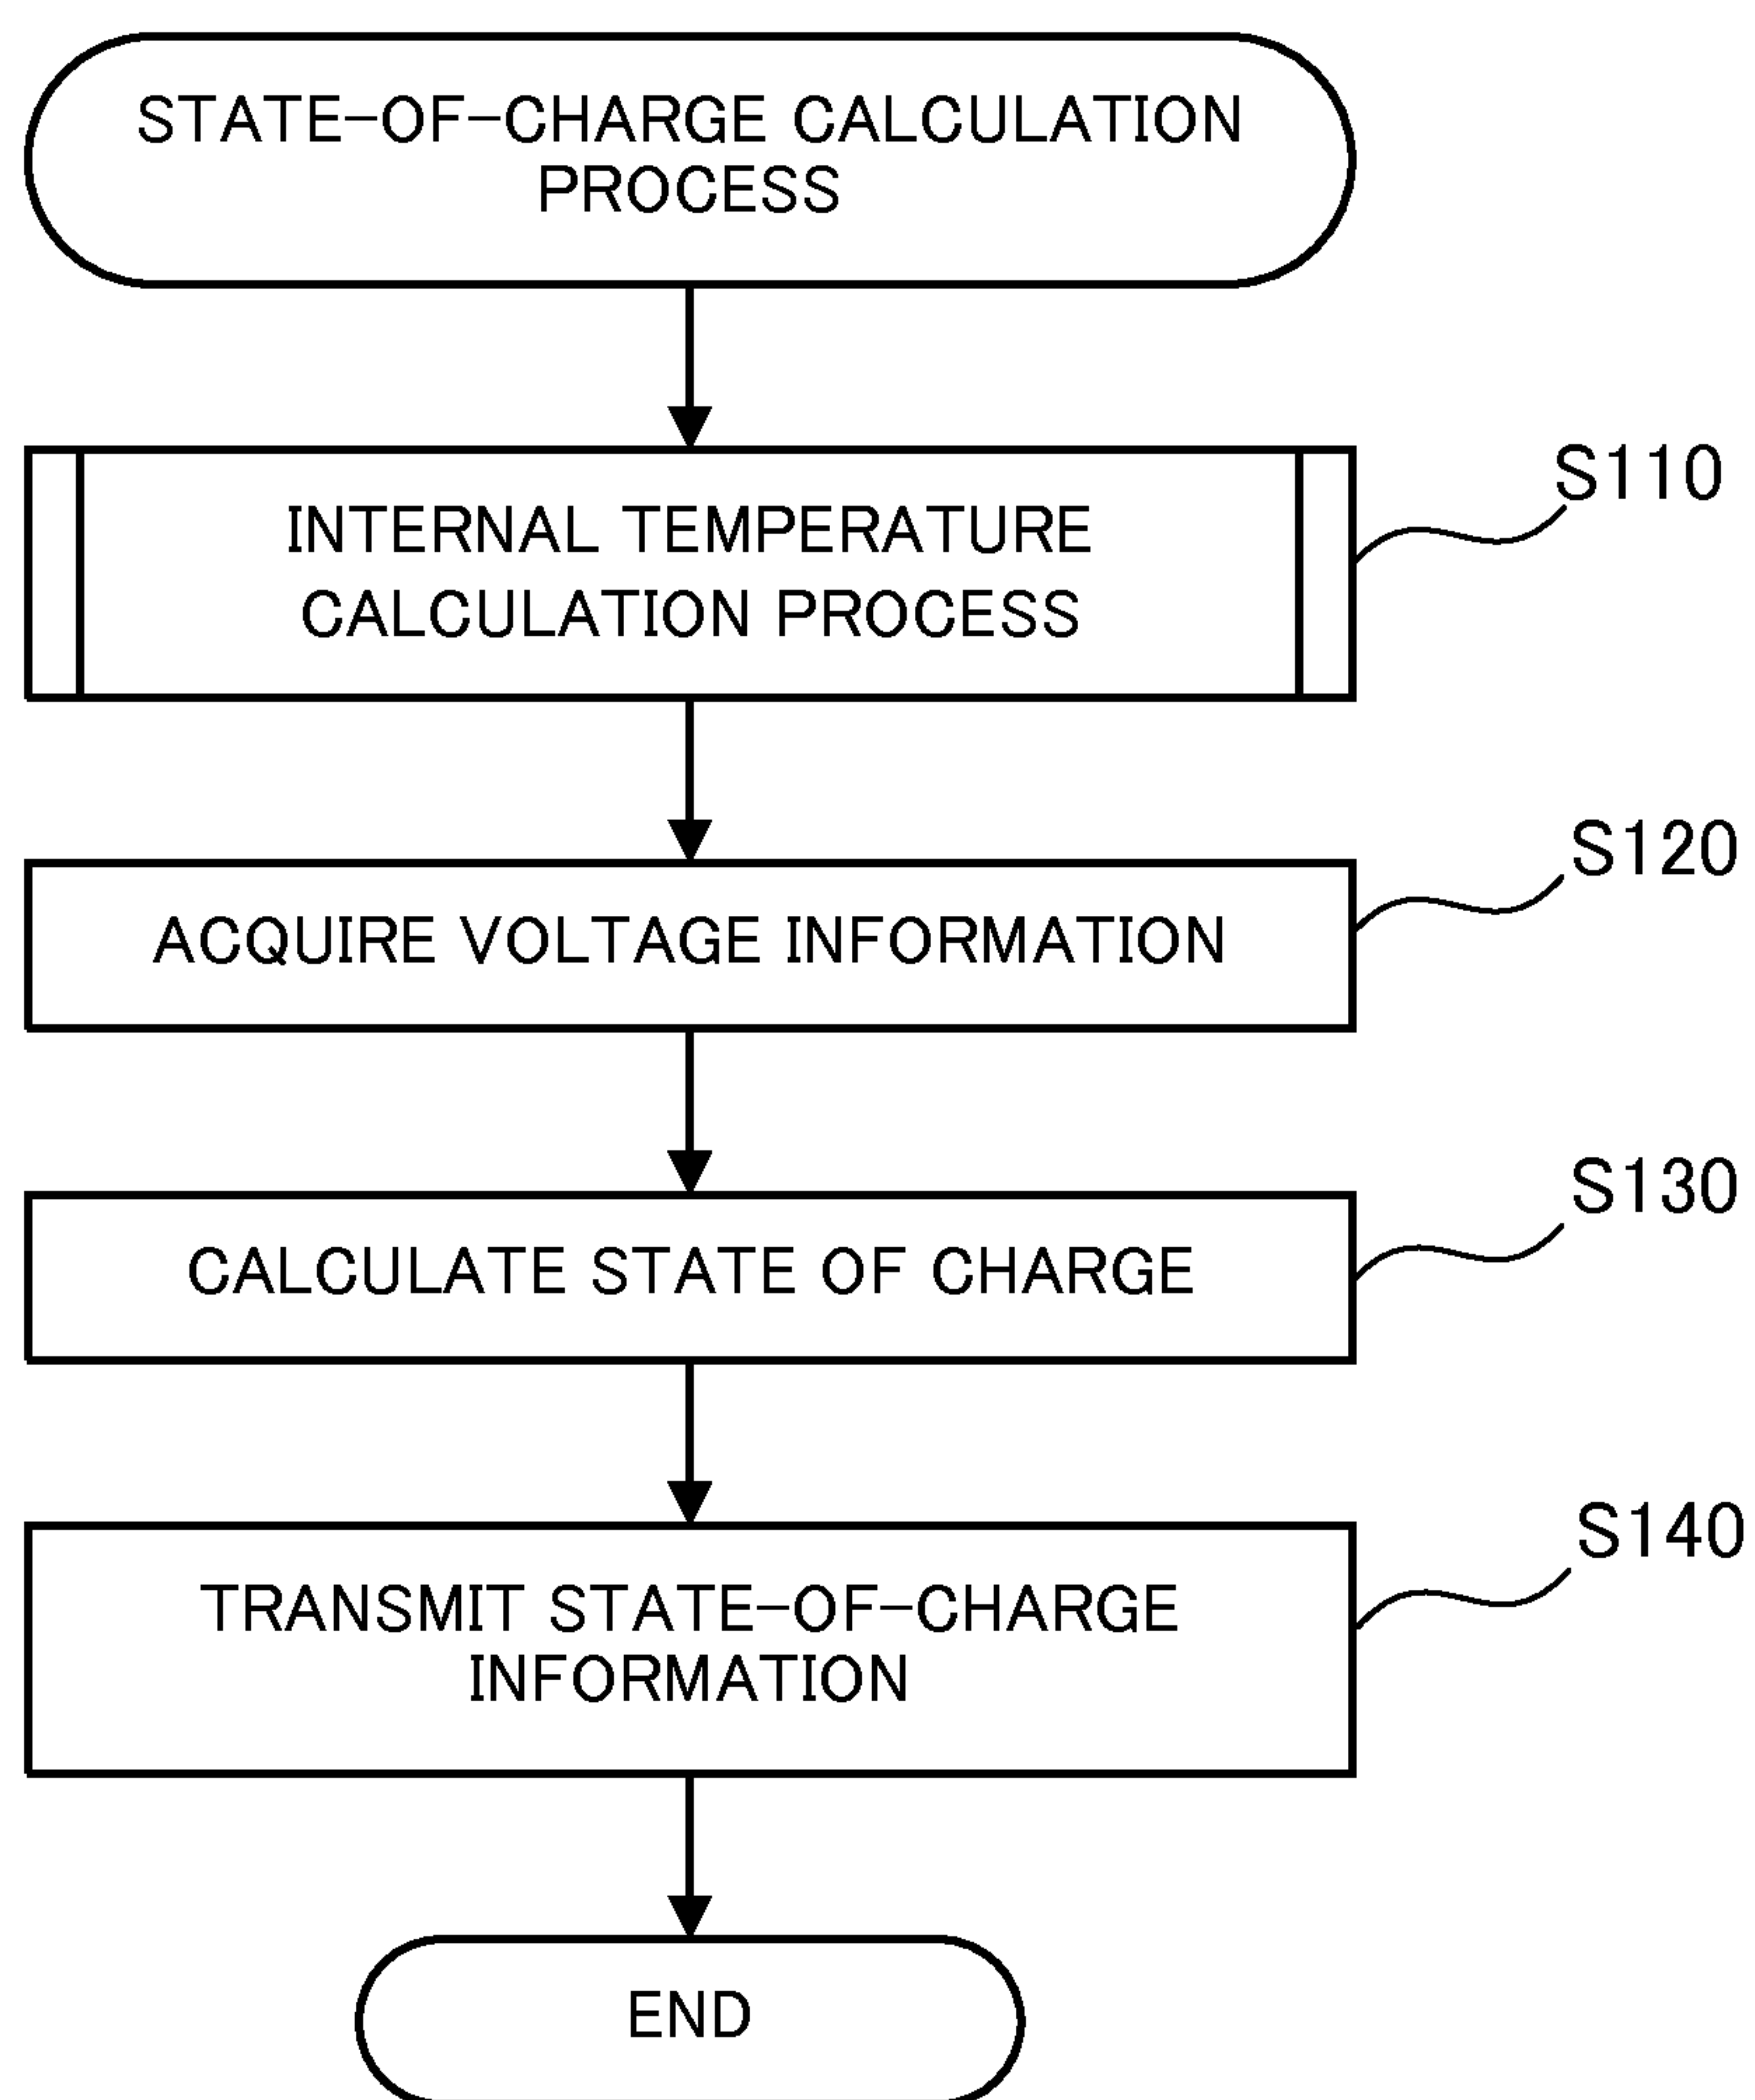 STATE-OF-CHARGE CALCULATION
PROCESS
INTERNAL TEMPERATURE
CALCULATION PROCESS
S110
ACQUIRE VOLTAGE INFORMATION
S120
CALCULATE STATE OF CHARGE
S130
TRANSMIT STATE-OF-CHARGE
INFORMATION
S140
END